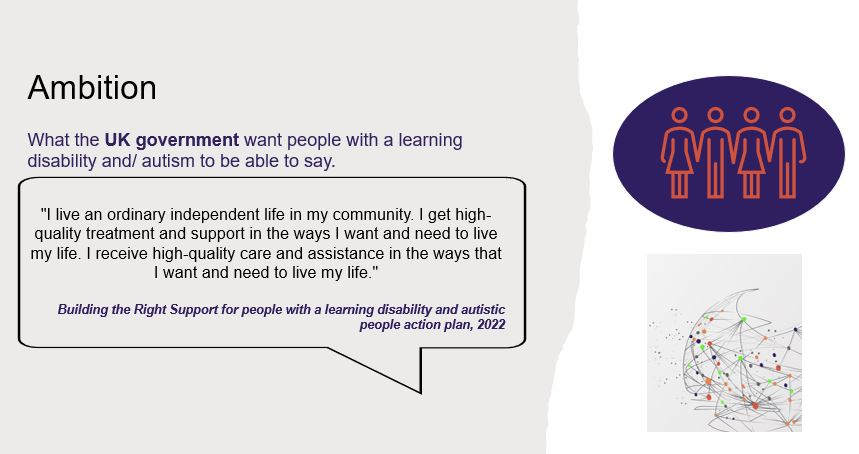 Ambition
What the UK government want people with a learning
disability and/ autism to be able to say.
"I live an ordinary independent life in my community. I get high-
quality treatment and support in the ways I want and need to live
my life. I receive high-quality care and assistance in the ways that
I want and need to live my life."
Building the Right Support for people with a learning disability and autistic
people action plan, 2022